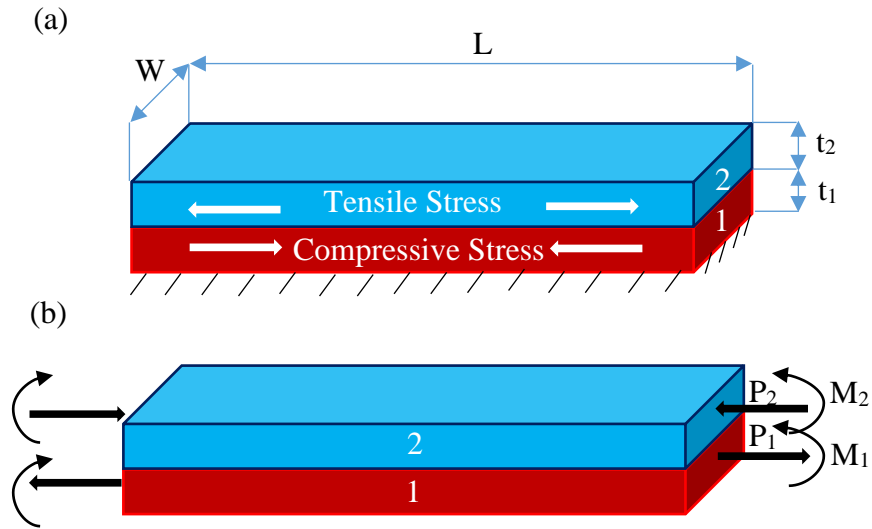 (a)
L
W
t₂
2
Tensile Stress
t₁
1
Compressive Stress
(b)
P₂
M₂
2
P₁
M₁
1